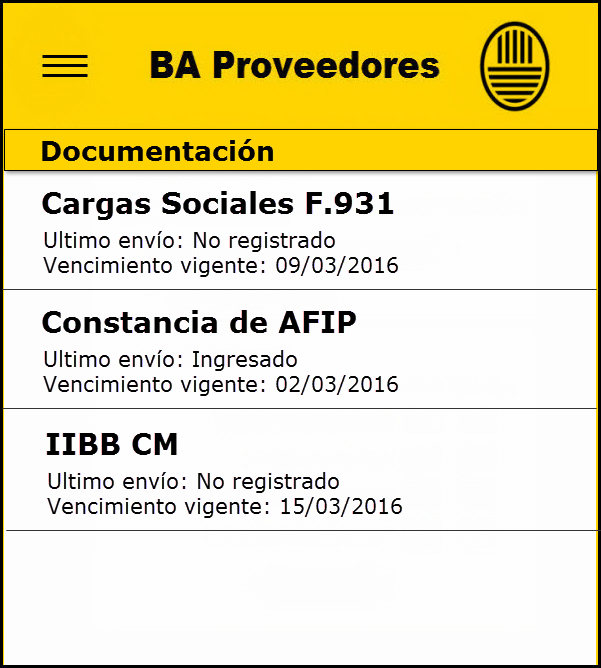 BA Proveedores
Documentación
Cargas Sociales F.931
Ultimo envío: No registrado
Vencimiento vigente: 09/03/2016
Constancia de AFIP
Ultimo envío: Ingresado
Vencimiento vigente: 02/03/2016
IIBB CM
Ultimo envío: No registrado
Vencimiento vigente: 15/03/2016